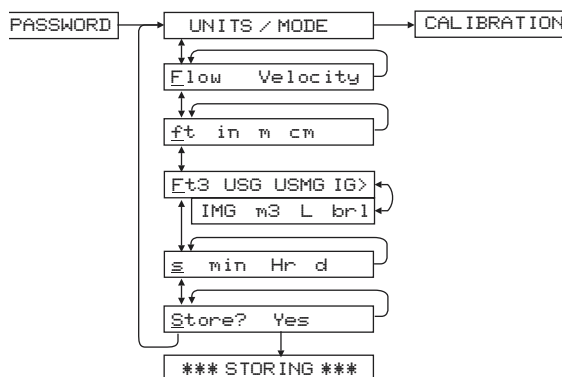 PASSWORD UNITS / MODE CALIBRATION
Flow Velocity
ft in m cm
Ft3 USG USMG IG>
IMG m3 L brl
s min Hr d
Store? Yes
*** STORING ***